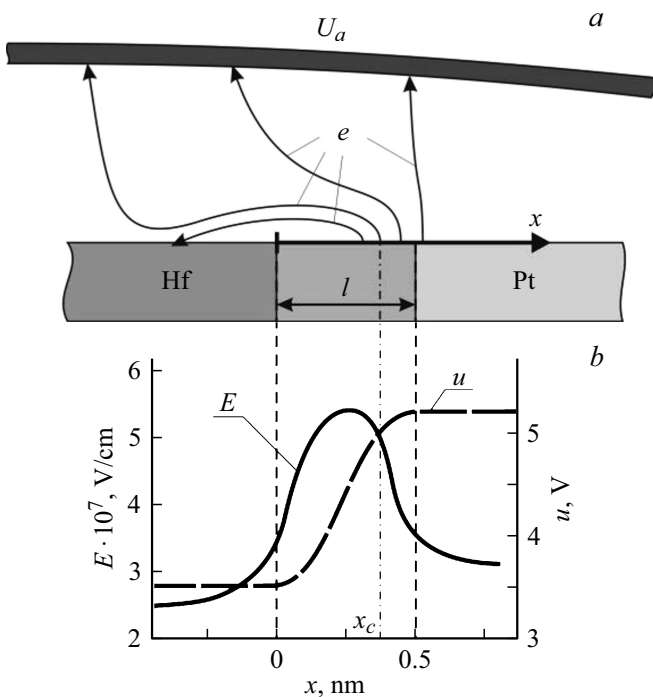 U_a a
e
x
Hf l Pt
b
6
E u
5 5
4 4
3
2 x_c 3
E · 10^7, V/cm
u, V
0 0.5
x, nm